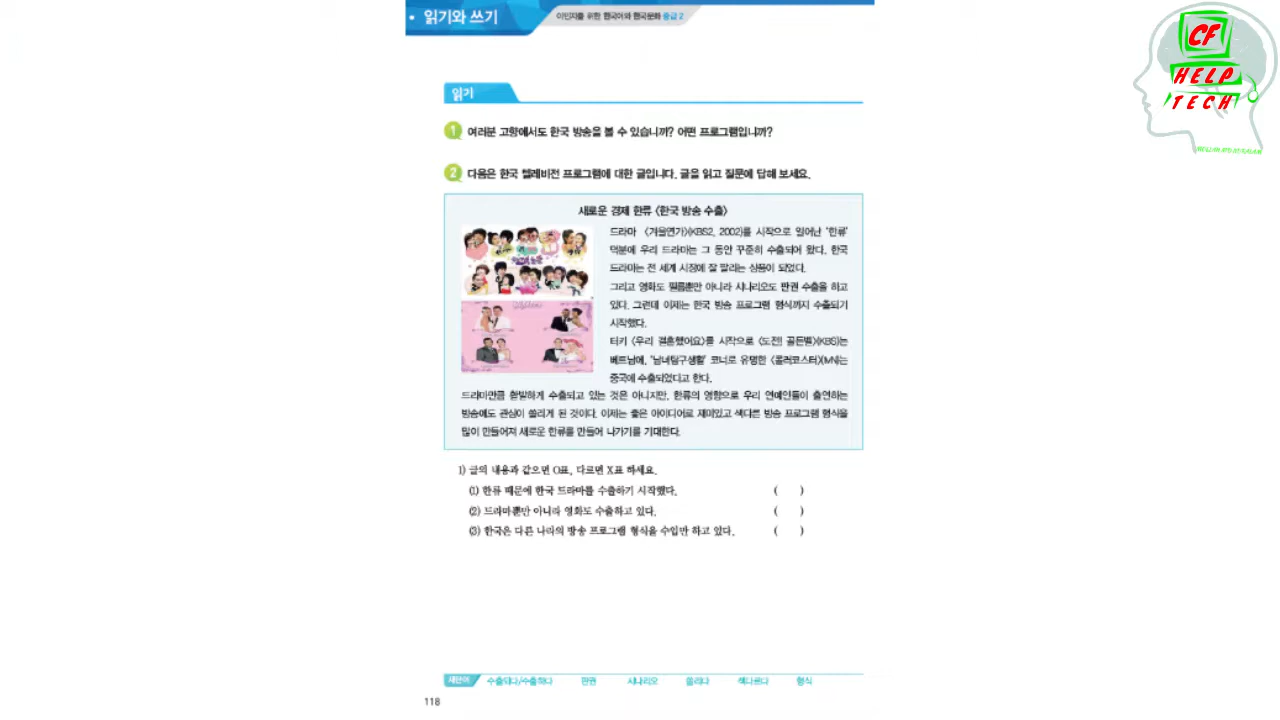 • 읽기와 쓰기
이민자를 위한 한국어와 한국문화 중급 2
CF
HELP
TECH
읽기
1 여러분 고향에서도 한국 방송을 볼 수 있습니까? 어떤 프로그램입니까?
2 다음은 한국 텔레비전 프로그램에 대한 글입니다. 글을 읽고 질문에 답해 보세요.
새로운 경제 한류 <한국 방송 수출>
드라마 <겨울연가>(KBS2, 2002)를 시작으로 일어난 '한류'
덕분에 우리 드라마는 그 동안 꾸준히 수출되어 왔다. 한국
드라마는 전 세계 시장에 잘 팔리는 상품이 되었다.
그리고 영화도 필름뿐만 아니라 시나리오도 판권 수출을 하고
있다. 그런데 이제는 한국 방송 프로그램 형식까지 수출되기
시작했다.
터키 <우리 결혼했어요>를 시작으로 <도전! 골든벨>(KBS)는
베트남에, '남녀탐구생활' 코너로 유명한 <롤러코스터>(tvN)는
중국에 수출되었다고 한다.
드라마만큼 활발하게 수출되고 있는 것은 아니지만, 한류의 영향으로 우리 연예인들이 출연하는
방송에도 관심이 쏠리게 된 것이다. 이제는 좋은 아이디어로 재미있고 색다른 방송 프로그램 형식을
많이 만들어져 새로운 한류를 만들어 나가기를 기대한다.
1) 글의 내용과 같으면 O표, 다르면 X표 하세요.
(1) 한류 때문에 한국 드라마를 수출하기 시작했다. ( )
(2) 드라마뿐만 아니라 영화도 수출하고 있다. ( )
(3) 한국은 다른 나라의 방송 프로그램 형식을 수입만 하고 있다. ( )
새단어 수출되다/수출하다 판권 시나리오 쏠리다 색다르다 형식
118